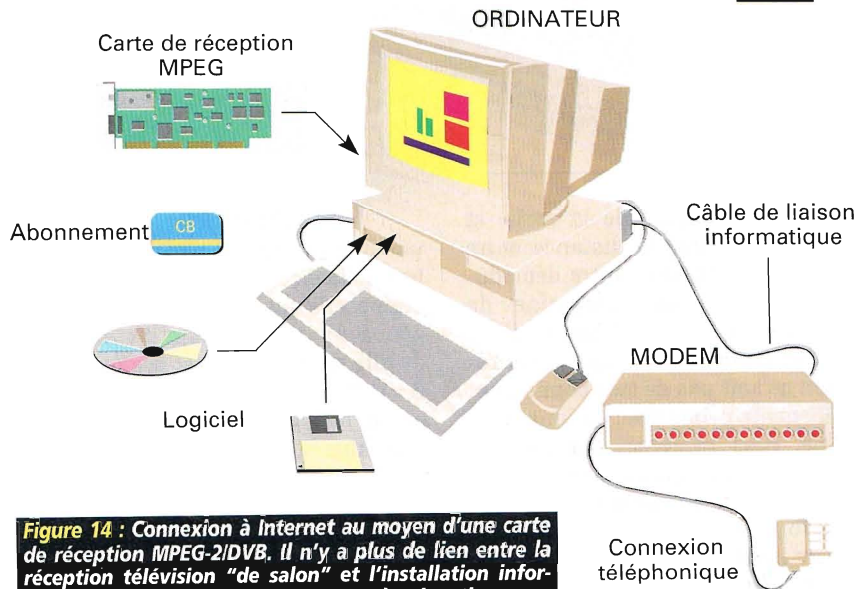 ORDINATEUR
Carte de réception
MPEG
Abonnement
CB
Câble de liaison
informatique
MODEM
Logiciel
Connexion
téléphonique
Figure 14 : Connexion à Internet au moyen d'une carte
de réception MPEG-2/DVB. Il n'y a plus de lien entre la
réception télévision "de salon" et l'installation infor-